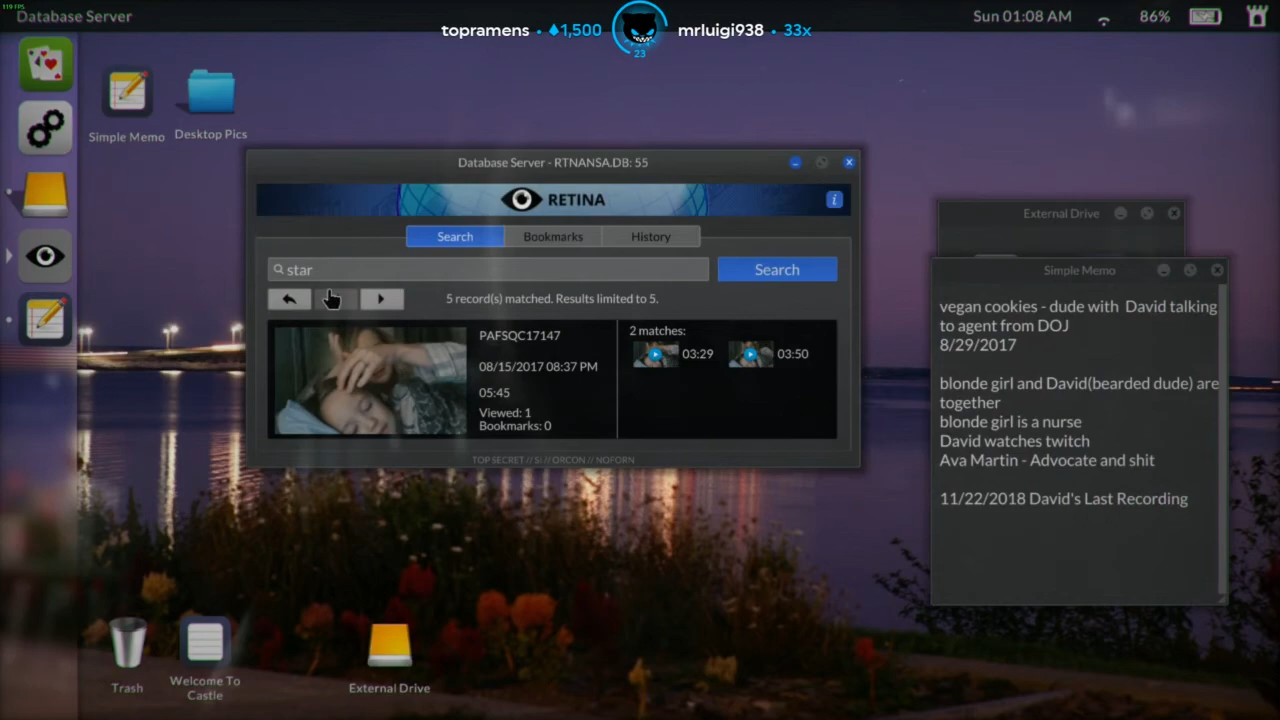 119 FPS
Database Server
topramens • 1,500
23
mrluigi938 • 33x
Sun 01:08 AM
86%
Simple Memo
Desktop Pics
Database Server - RTNANSA.DB: 55
RETINA
i
Search
Bookmarks
History
star
Search
5 record(s) matched. Results limited to 5.
PAFSQC17147
08/15/2017 08:37 PM
05:45
Viewed: 1
Bookmarks: 0
2 matches:
03:29
03:50
TOP SECRET // SI // ORCON // NOFORN
External Drive
Simple Memo
vegan cookies - dude with David talking
to agent from DOJ
8/29/2017
blonde girl and David(bearded dude) are
together
blonde girl is a nurse
David watches twitch
Ava Martin - Advocate and shit
11/22/2018 David's Last Recording
Trash
Welcome To
Castle
External Drive